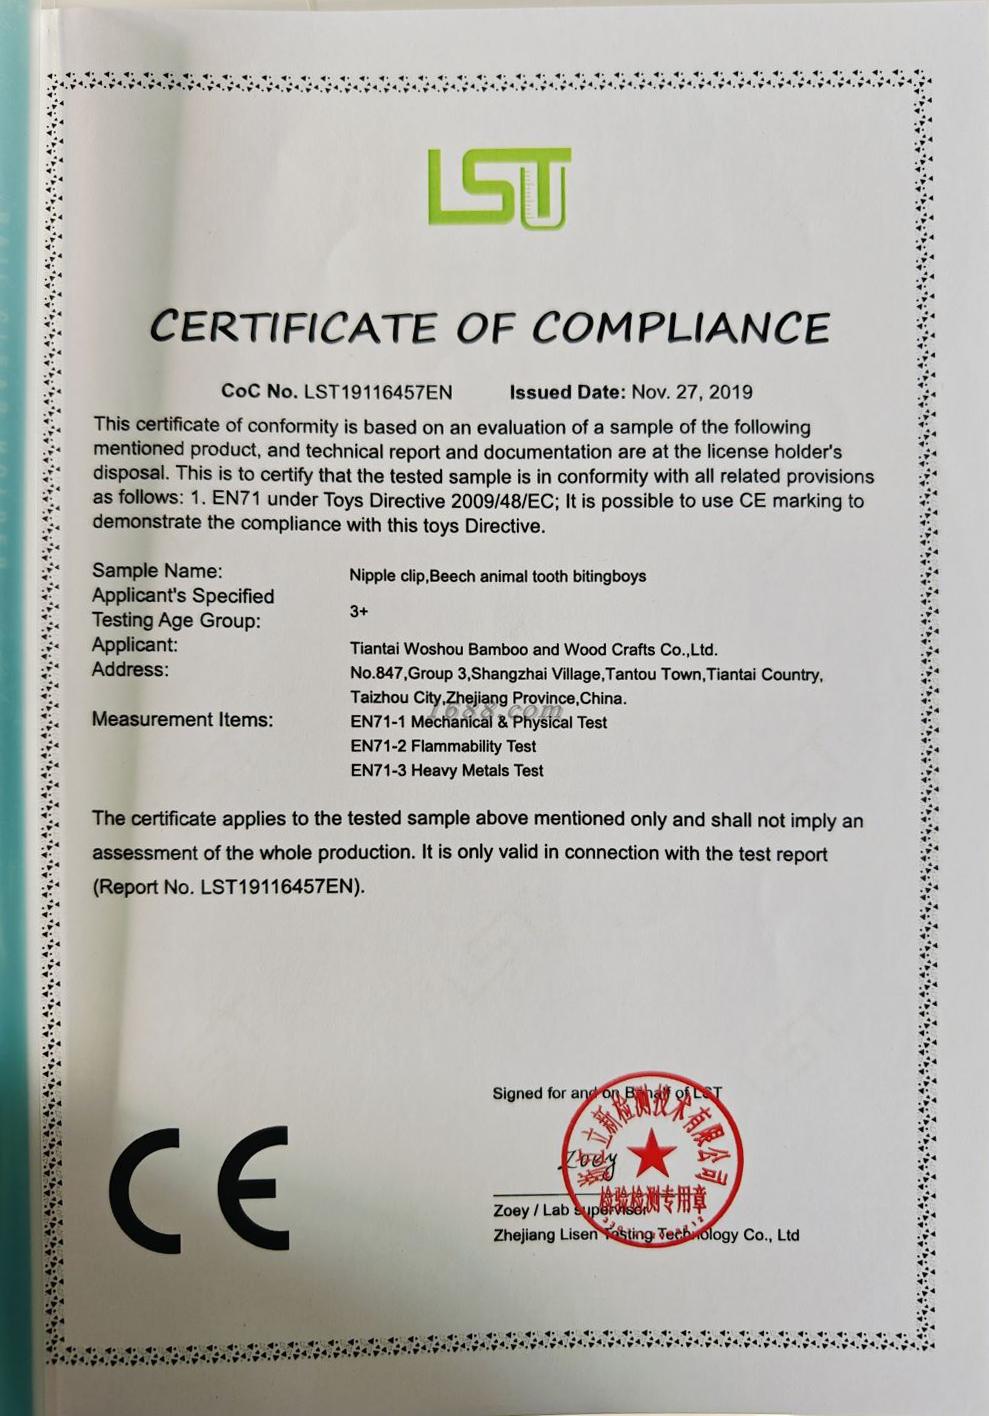 LST
CERTIFICATE OF COMPLIANCE
CoC No. LST19116457EN Issued Date: Nov. 27, 2019
This certificate of conformity is based on an evaluation of a sample of the following
mentioned product, and technical report and documentation are at the license holder's
disposal. This is to certify that the tested sample is in conformity with all related provisions
as follows: 1. EN71 under Toys Directive 2009/48/EC; It is possible to use CE marking to
demonstrate the compliance with this toys Directive.
Sample Name: Nipple clip,Beech animal tooth bitingboys
Applicant's Specified
Testing Age Group: 3+
Applicant: Tiantai Woshou Bamboo and Wood Crafts Co.,Ltd.
Address: No.847,Group 3,Shangzhai Village,Tantou Town,Tiantai Country,
Taizhou City,Zhejiang Province,China.
1688.com
Measurement Items: EN71-1 Mechanical & Physical Test
EN71-2 Flammability Test
EN71-3 Heavy Metals Test
The certificate applies to the tested sample above mentioned only and shall not imply an
assessment of the whole production. It is only valid in connection with the test report
(Report No. LST19116457EN).
Signed for and on Behalf of LST
立新检测技术有限公司
Zoey
检验检测专用章
Zoey / Lab Supervisor
Zhejiang Lisen Testing Technology Co., Ltd
CE